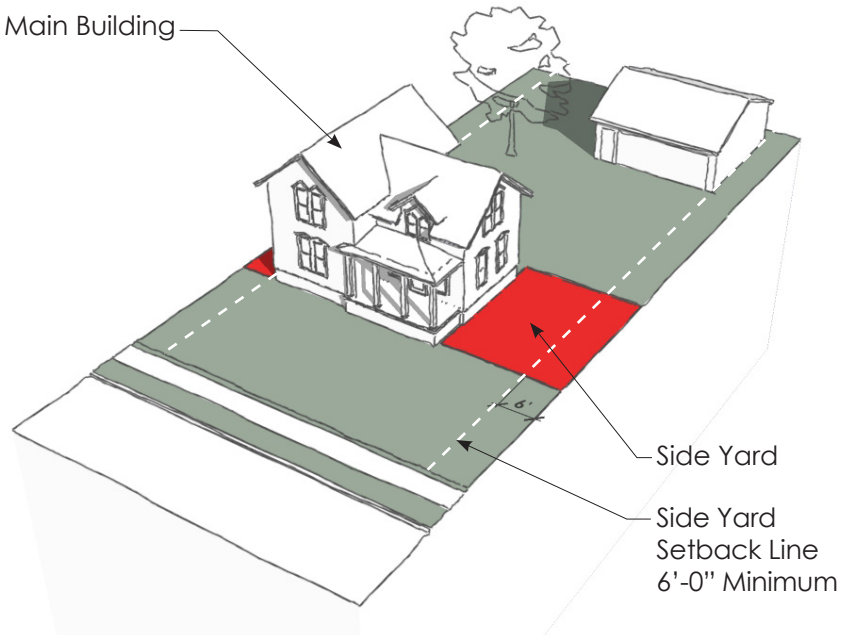 Main Building
6'
Side Yard
Side Yard
Setback Line
6’-0” Minimum